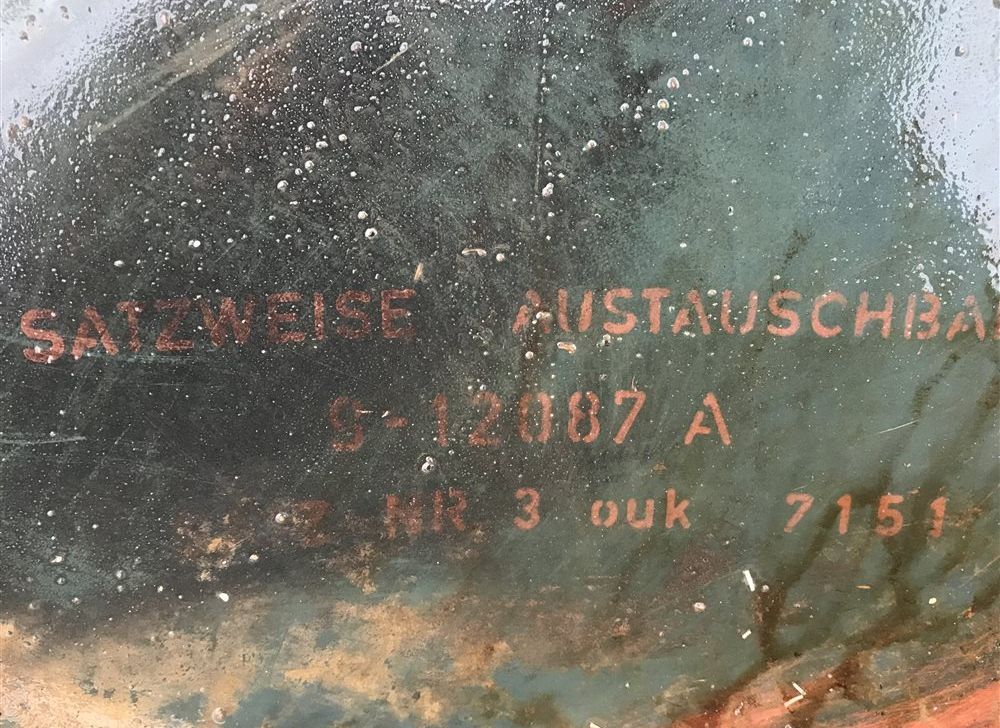 SATZWEISE AUSTAUSCHBA
9-12087 A
NR 3 ouk 7151